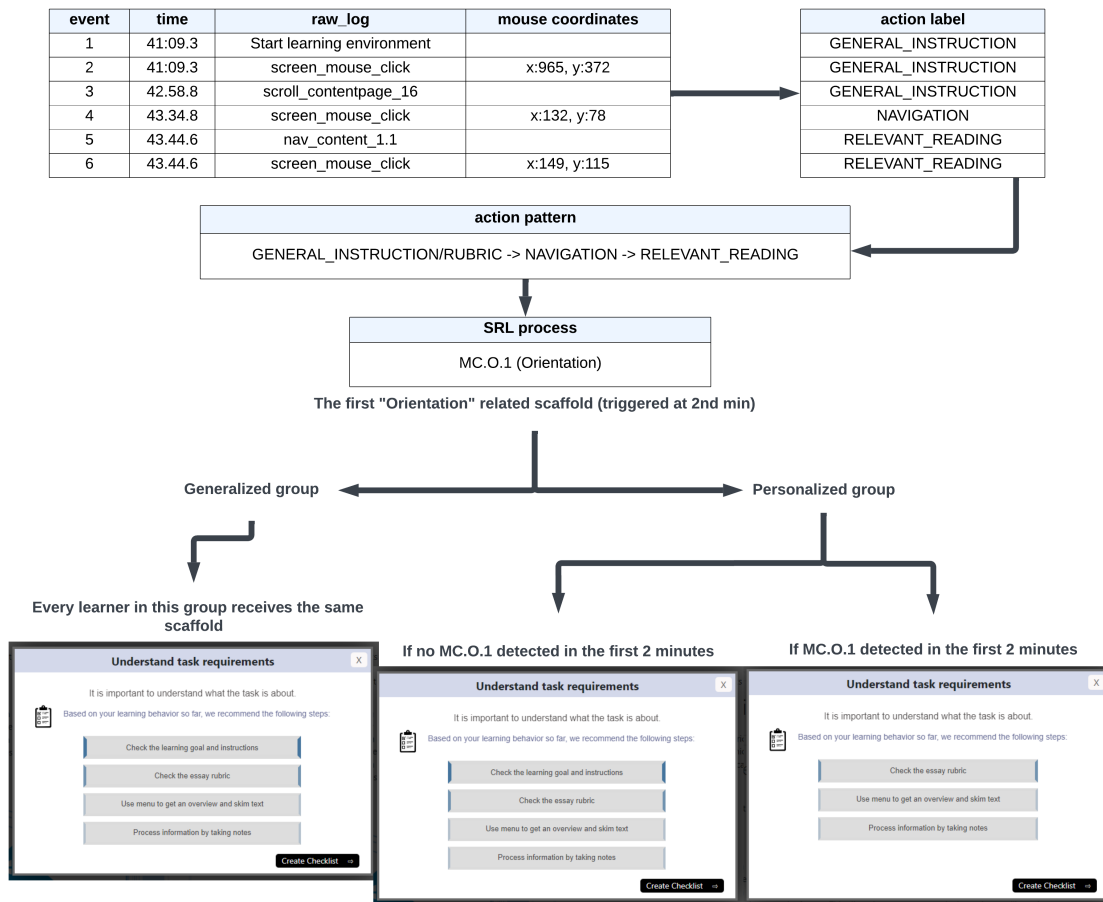 event time raw_log mouse coordinates
1 41:09.3 Start learning environment
2 41:09.3 screen_mouse_click x:965, y:372
3 42.58.8 scroll_contentpage_16
4 43.34.8 screen_mouse_click x:132, y:78
5 43.44.6 nav_content_1.1
6 43.44.6 screen_mouse_click x:149, y:115
action label
GENERAL_INSTRUCTION
GENERAL_INSTRUCTION
GENERAL_INSTRUCTION
NAVIGATION
RELEVANT_READING
RELEVANT_READING
action pattern
GENERAL_INSTRUCTION/RUBRIC -> NAVIGATION -> RELEVANT_READING
SRL process
MC.O.1 (Orientation)
The first "Orientation" related scaffold (triggered at 2nd min)
Generalized group
Personalized group
Every learner in this group receives the same
scaffold
Understand task requirements X
It is important to understand what the task is about.
Based on your learning behavior so far, we recommend the following steps:
Check the learning goal and instructions
Check the essay rubric
Use menu to get an overview and skim text
Process information by taking notes
Create Checklist ⇨
If no MC.O.1 detected in the first 2 minutes
Understand task requirements X
It is important to understand what the task is about.
Based on your learning behavior so far, we recommend the following steps:
Check the learning goal and instructions
Check the essay rubric
Use menu to get an overview and skim text
Process information by taking notes
Create Checklist ⇨
If MC.O.1 detected in the first 2 minutes
Understand task requirements X
It is important to understand what the task is about.
Based on your learning behavior so far, we recommend the following steps:
Check the essay rubric
Use menu to get an overview and skim text
Process information by taking notes
Create Checklist ⇨